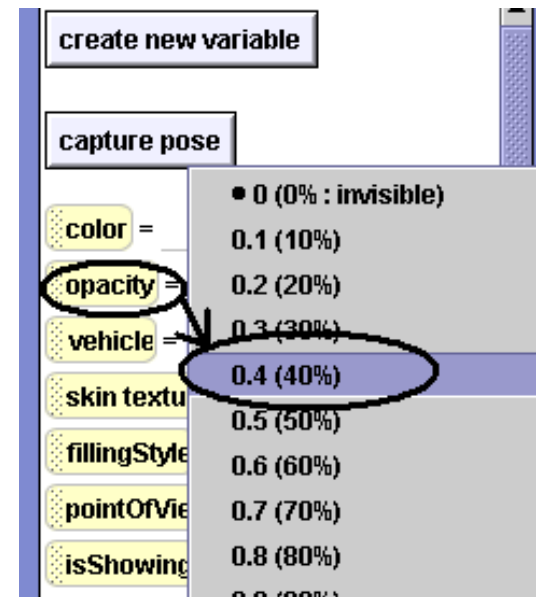 create new variable
capture pose
color =
opacity =
vehicle =
skin textu
fillingStyle
pointOfVie
isShowing
• 0 (0% : invisible)
0.1 (10%)
0.2 (20%)
0.3 (30%)
0.4 (40%)
0.5 (50%)
0.6 (60%)
0.7 (70%)
0.8 (80%)